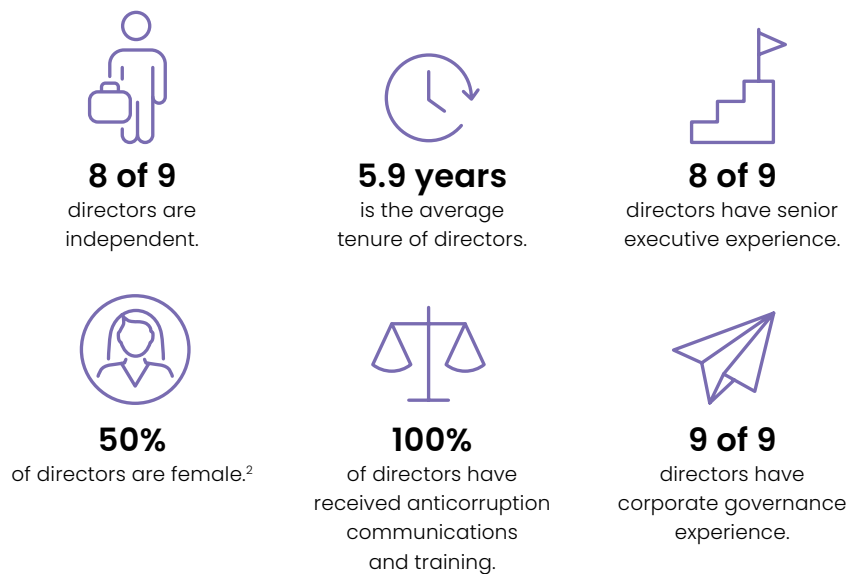 8 of 9
directors are
independent.
5.9 years
is the average
tenure of directors.
8 of 9
directors have senior
executive experience.
50%
of directors are female.²
100%
of directors have
received anticorruption
communications
and training.
9 of 9
directors have
corporate governance
experience.